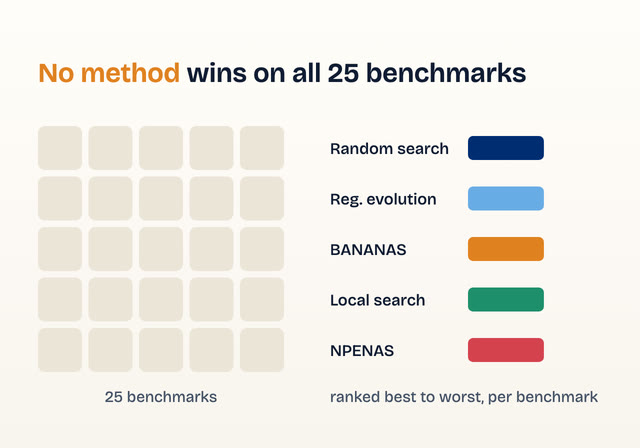 No method wins on all 25 benchmarks
Random search
Reg. evolution
BANANAS
Local search
NPENAS
25 benchmarks
ranked best to worst, per benchmark